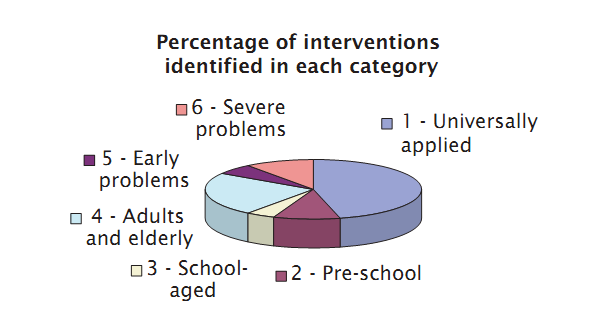 Percentage of interventions
identified in each category
6 - Severe
problems
1 - Universally
applied
5 - Early
problems
4 - Adults
and elderly
3 - School-
aged
2 - Pre-school